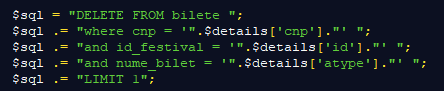 $sql = "DELETE FROM bilete ";
$sql .= "where cnp = '".$details['cnp']."' ";
$sql .= "and id_festival = '".$details['id']."' ";
$sql .= "and nume_bilet = '".$details['atype']."' ";
$sql .= "LIMIT 1";